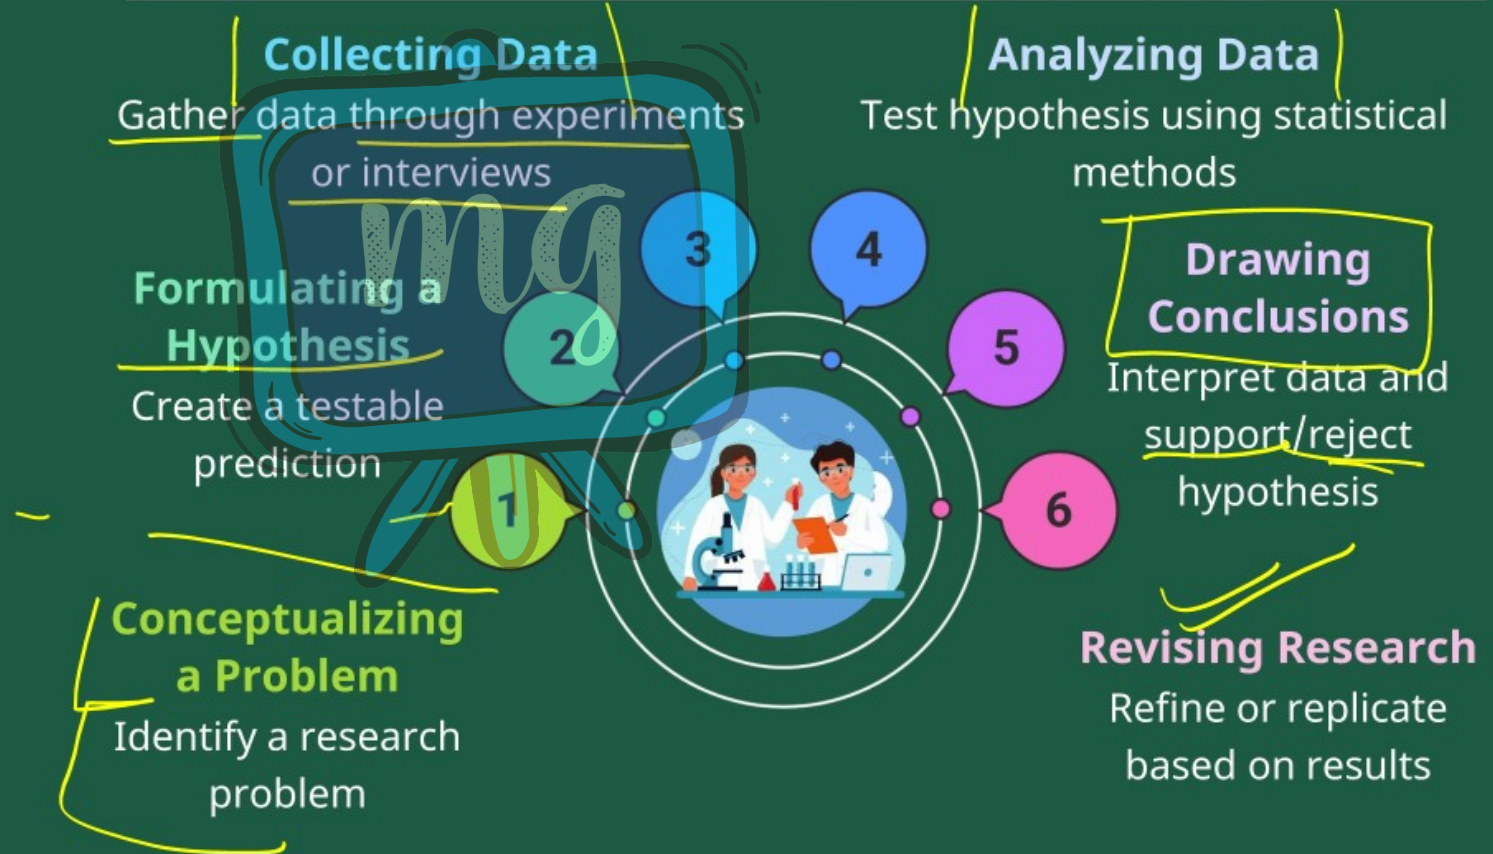 Collecting Data
Gather data through experiments
or interviews
Analyzing Data
Test hypothesis using statistical
methods
Formulating a
Hypothesis
Create a testable
prediction
Drawing
Conclusions
Interpret data and
support/reject
hypothesis
Conceptualizing
a Problem
Identify a research
problem
Revising Research
Refine or replicate
based on results
1
2
3
4
5
6
mg